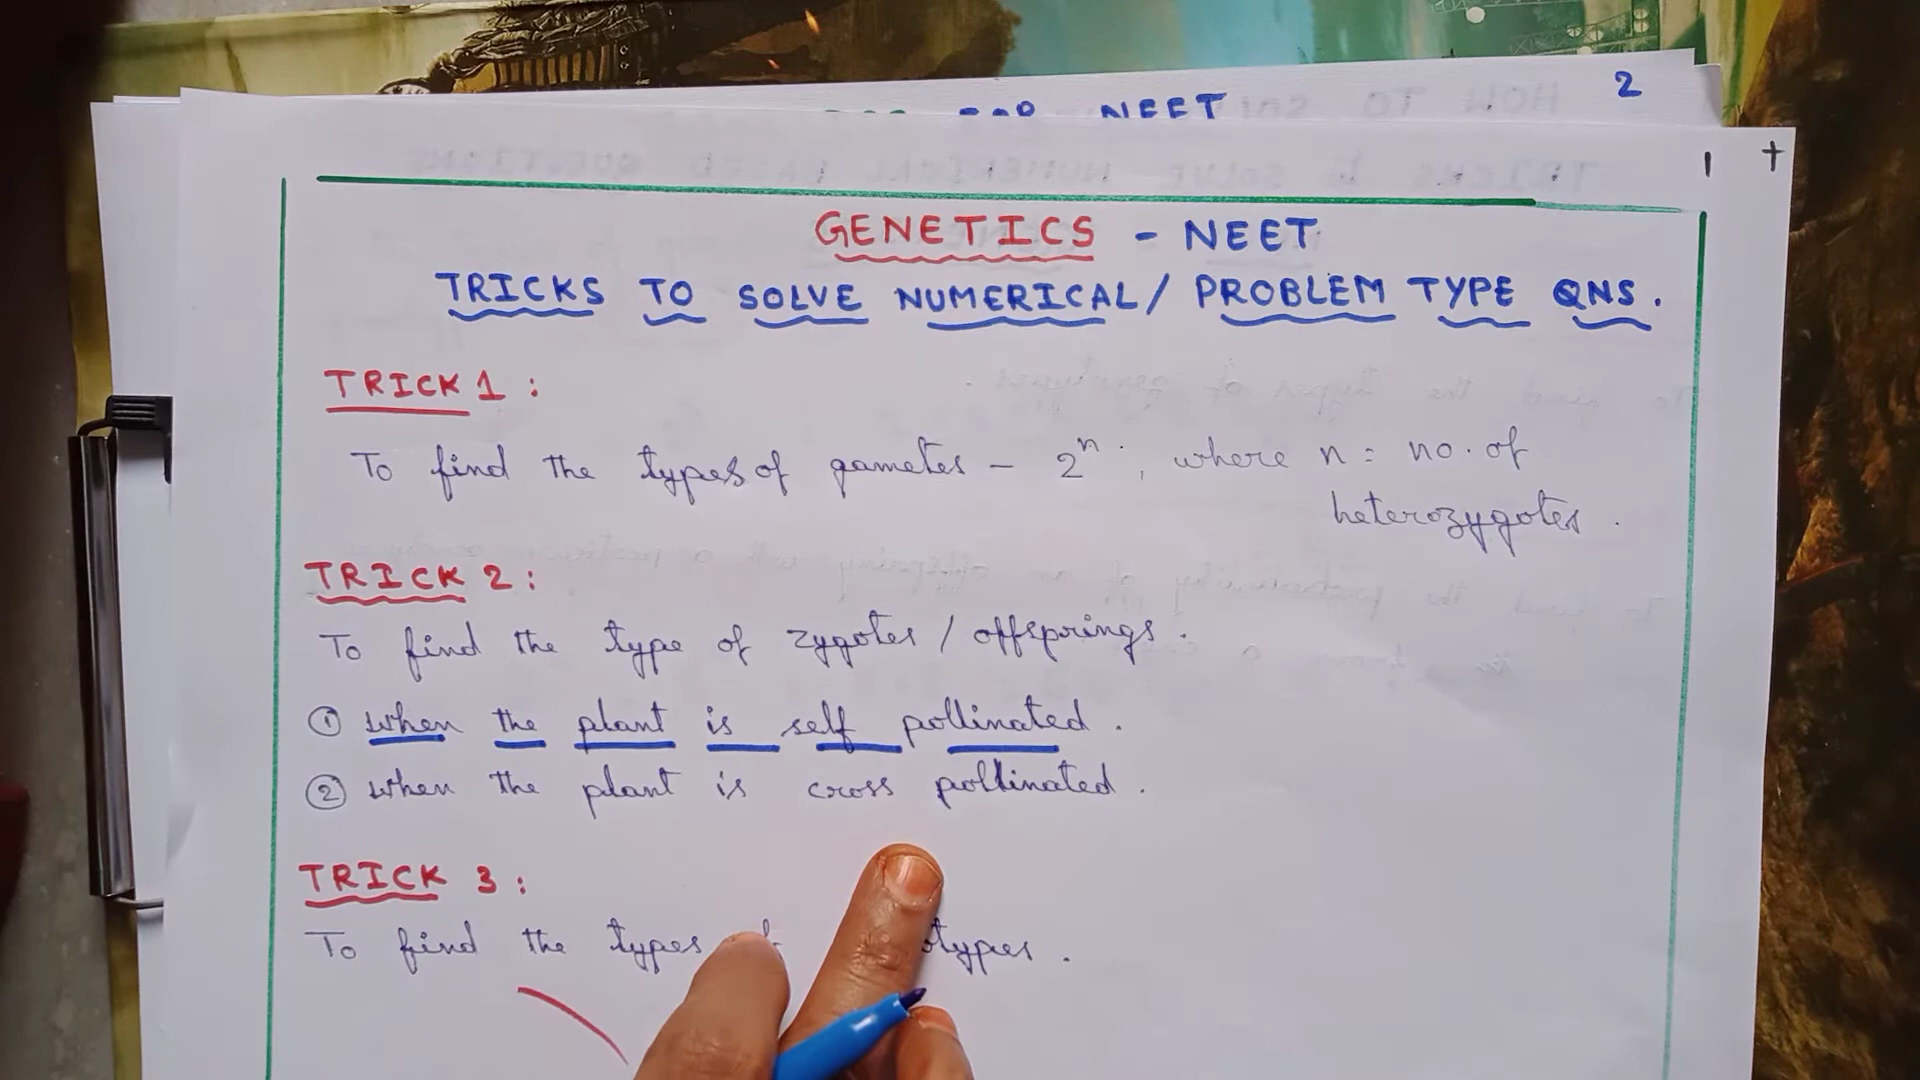 2
NEET
1 +
GENETICS - NEET
TRICKS TO SOLVE NUMERICAL / PROBLEM TYPE QNS.
TRICK 1 :
To find the types of gametes - 2ⁿ, where n = no. of
heterozygotes.
TRICK 2 :
To find the type of zygotes / offsprings.
① when the plant is self pollinated.
② when the plant is cross pollinated.
TRICK 3 :
To find the types